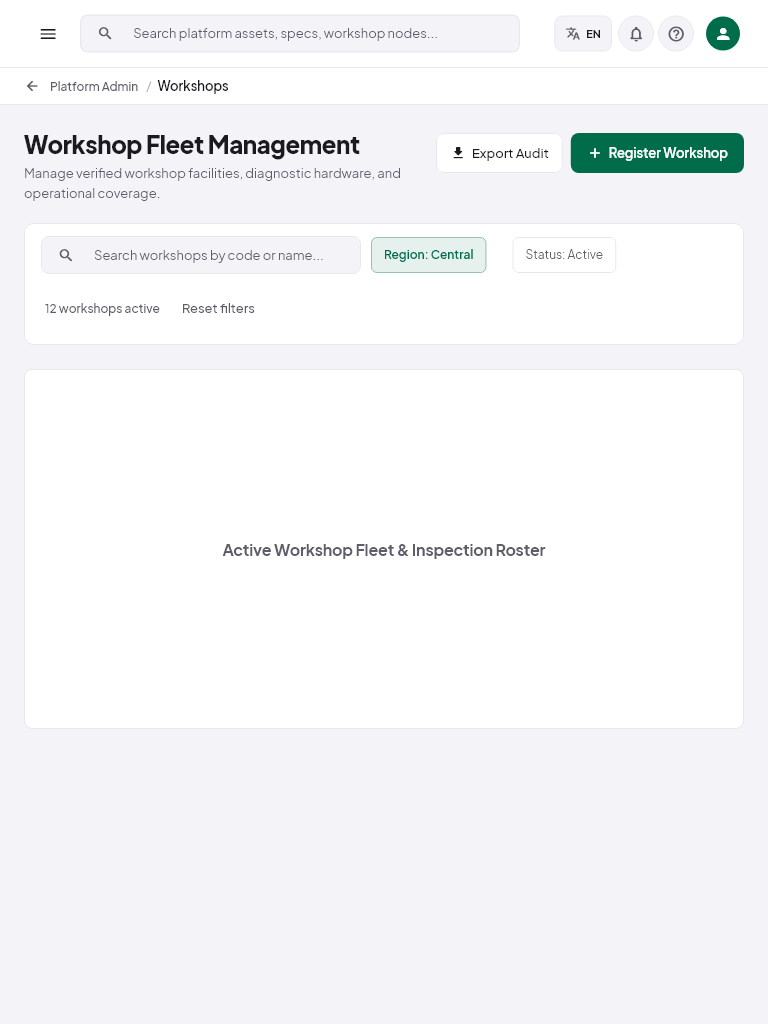 Search platform assets, specs, workshop nodes...
EN
Platform Admin / Workshops
Workshop Fleet Management
Manage verified workshop facilities, diagnostic hardware, and
operational coverage.
Export Audit
Register Workshop
Search workshops by code or name...
Region: Central
Status: Active
12 workshops active
Reset filters
Active Workshop Fleet & Inspection Roster